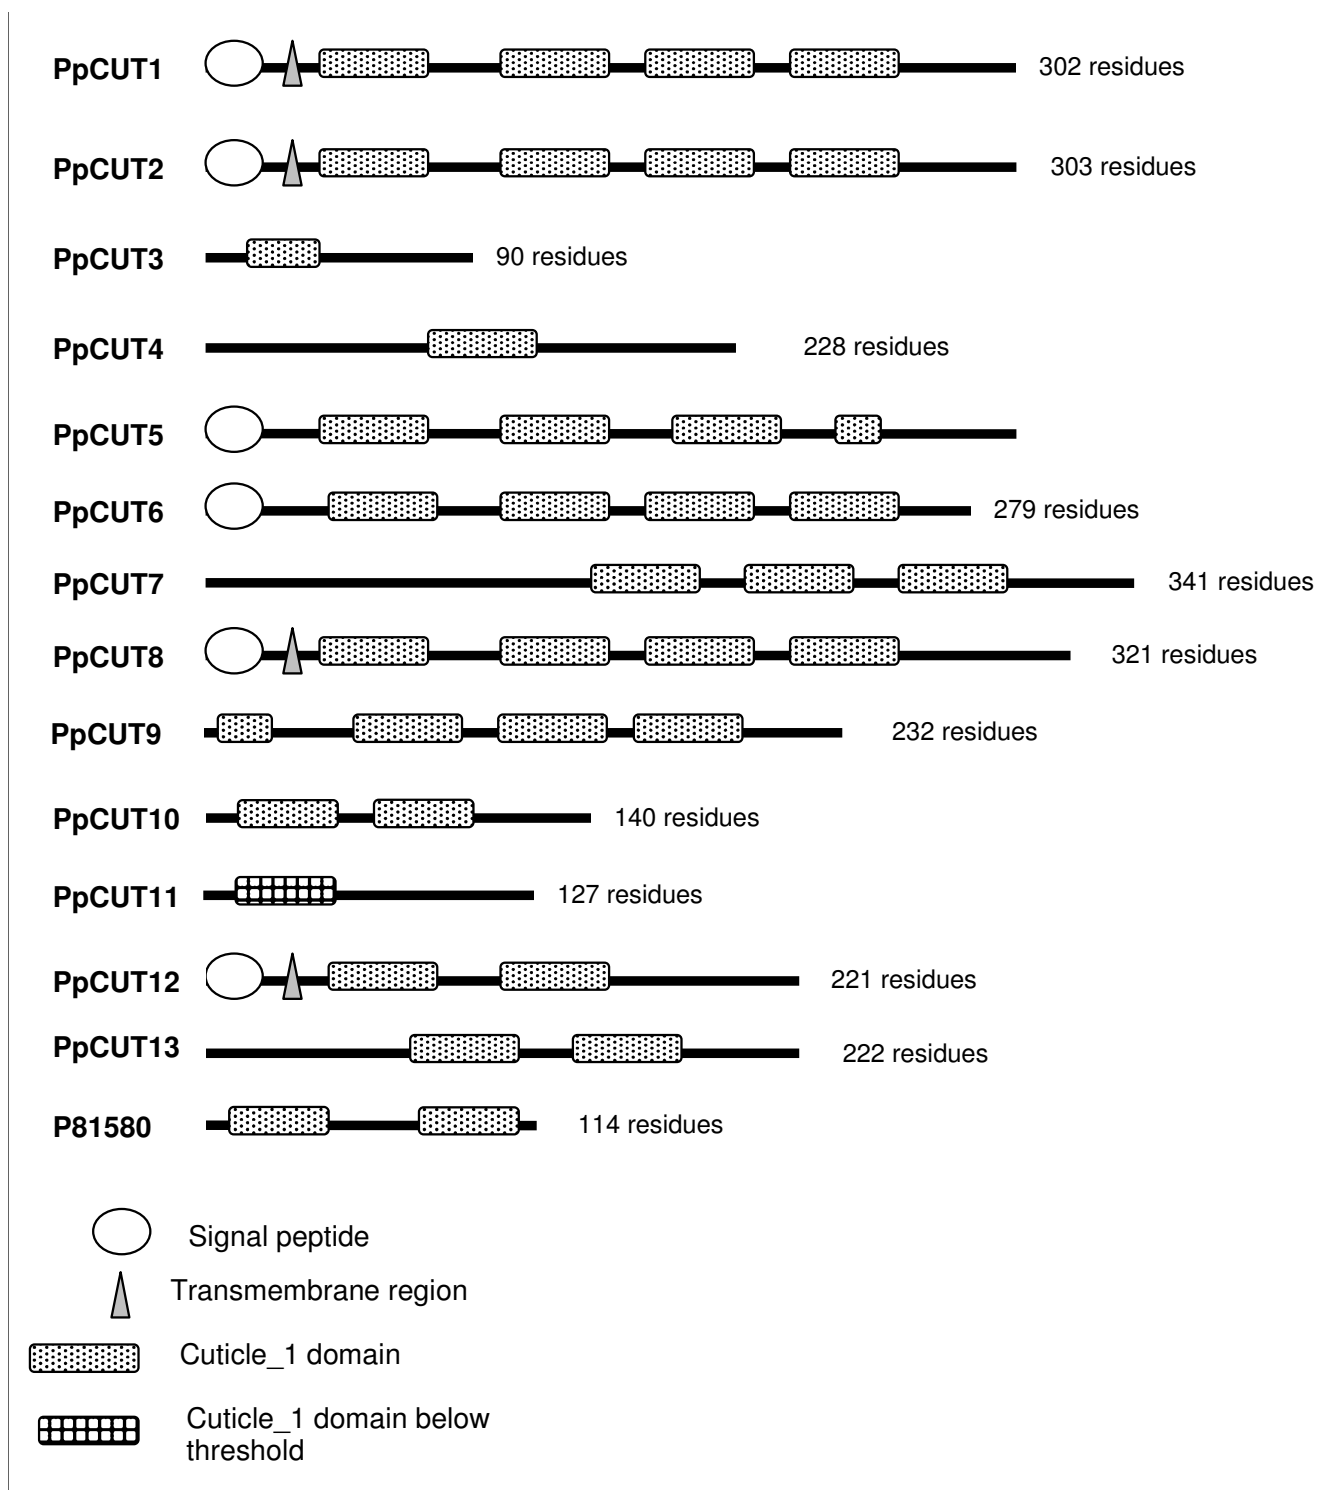 PpCUT1 302 residues
PpCUT2 303 residues
PpCUT3 90 residues
PpCUT4 228 residues
PpCUT5
PpCUT6 279 residues
PpCUT7 341 residues
PpCUT8 321 residues
PpCUT9 232 residues
PpCUT10 140 residues
PpCUT11 127 residues
PpCUT12 221 residues
PpCUT13 222 residues
P81580 114 residues
Signal peptide
Transmembrane region
Cuticle_1 domain
Cuticle_1 domain below
threshold